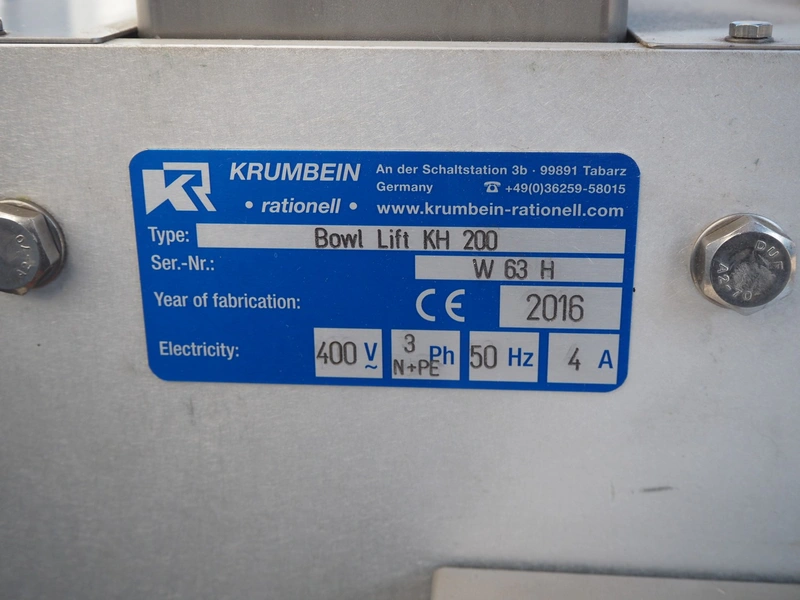 KR KRUMBEIN An der Schaltstation 3b · 99891 Tabarz
Germany ☎ +49(0)36259-58015
• rationell • www.krumbein-rationell.com
Type: Bowl Lift KH 200
Ser.-Nr.: W 63 H
Year of fabrication: CE 2016
Electricity: 400 V ~ 3 Ph N+PE 50 Hz 4 A